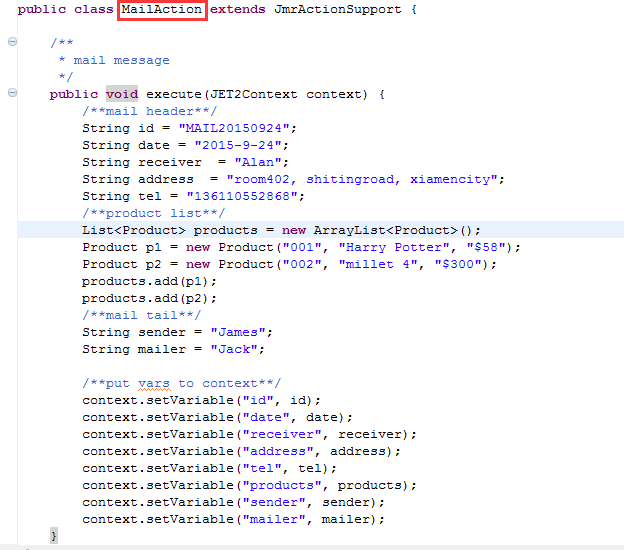 public class MailAction extends JmrActionSupport {
/**
* mail message
*/
public void execute(JET2Context context) {
/**mail header**/
String id = "MAIL20150924";
String date = "2015-9-24";
String receiver  = "Alan";
String address  = "room402, shitingroad, xiamencity";
String tel = "136110552868";
/**product list**/
List<Product> products = new ArrayList<Product>();
Product p1 = new Product("001", "Harry Potter", "$58");
Product p2 = new Product("002", "millet 4", "$300");
products.add(p1);
products.add(p2);
/**mail tail**/
String sender = "James";
String mailer = "Jack";
/**put vars to context**/
context.setVariable("id", id);
context.setVariable("date", date);
context.setVariable("receiver", receiver);
context.setVariable("address", address);
context.setVariable("tel", tel);
context.setVariable("products", products);
context.setVariable("sender", sender);
context.setVariable("mailer", mailer);
}